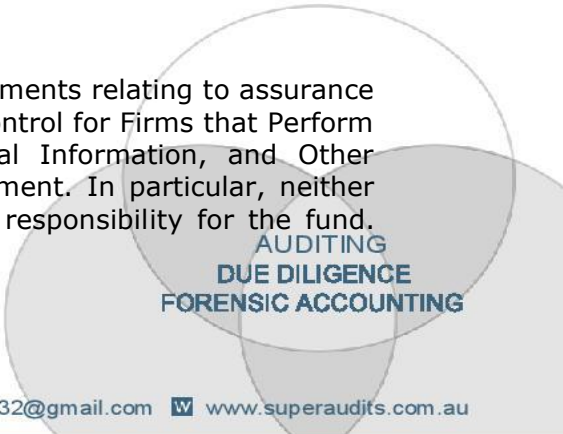 ments relating to assurance
ontrol for Firms that Perform
al Information, and Other
ment. In particular, neither
responsibility for the fund.
AUDITING
DUE DILIGENCE
FORENSIC ACCOUNTING
32@gmail.com W www.superaudits.com.au